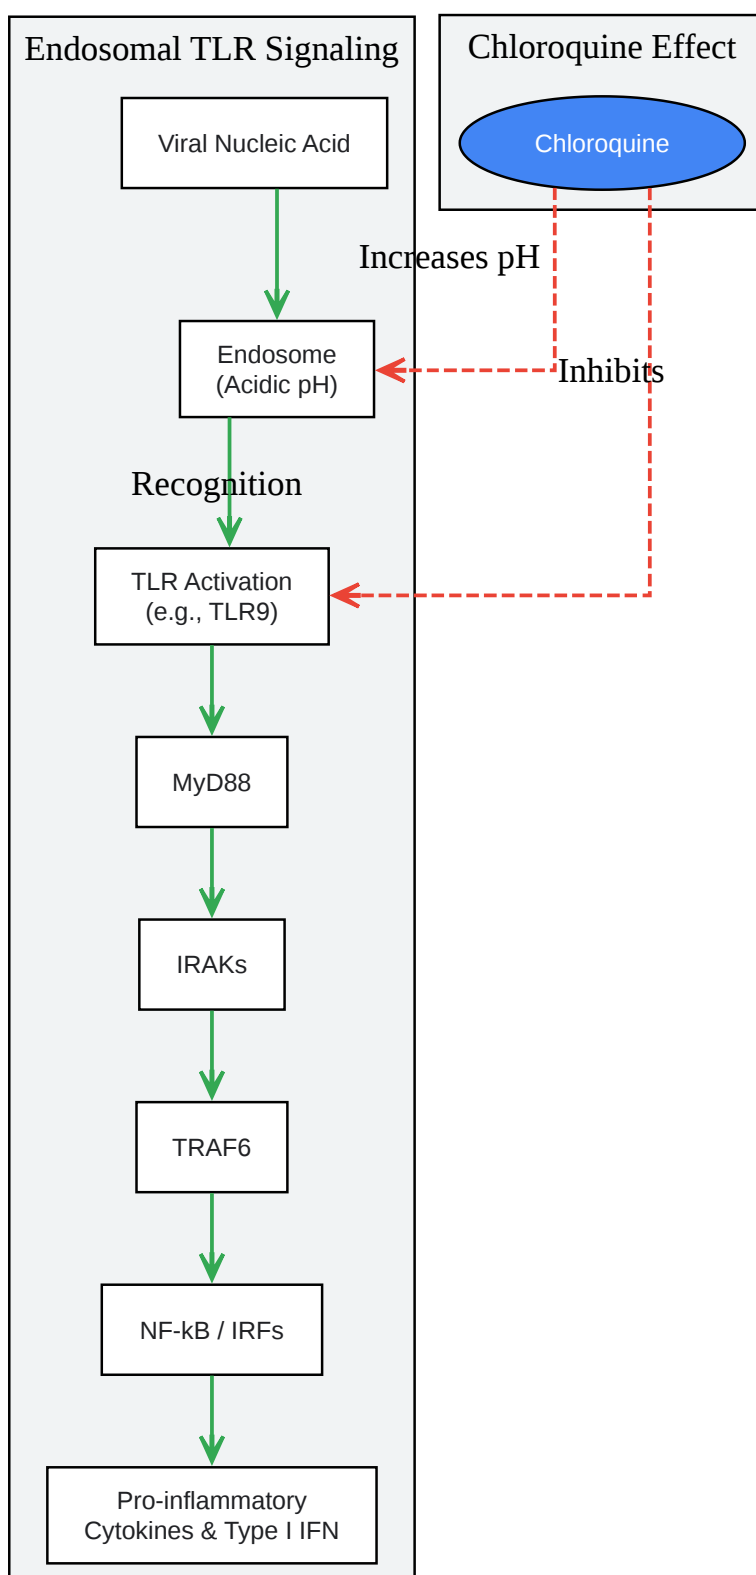 Endosomal TLR Signaling
Chloroquine Effect
Viral Nucleic Acid
Chloroquine
Increases pH
Endosome
(Acidic pH)
Inhibits
Recognition
TLR Activation
(e.g., TLR9)
MyD88
IRAKs
TRAF6
NF-kB / IRFs
Pro-inflammatory
Cytokines & Type I IFN